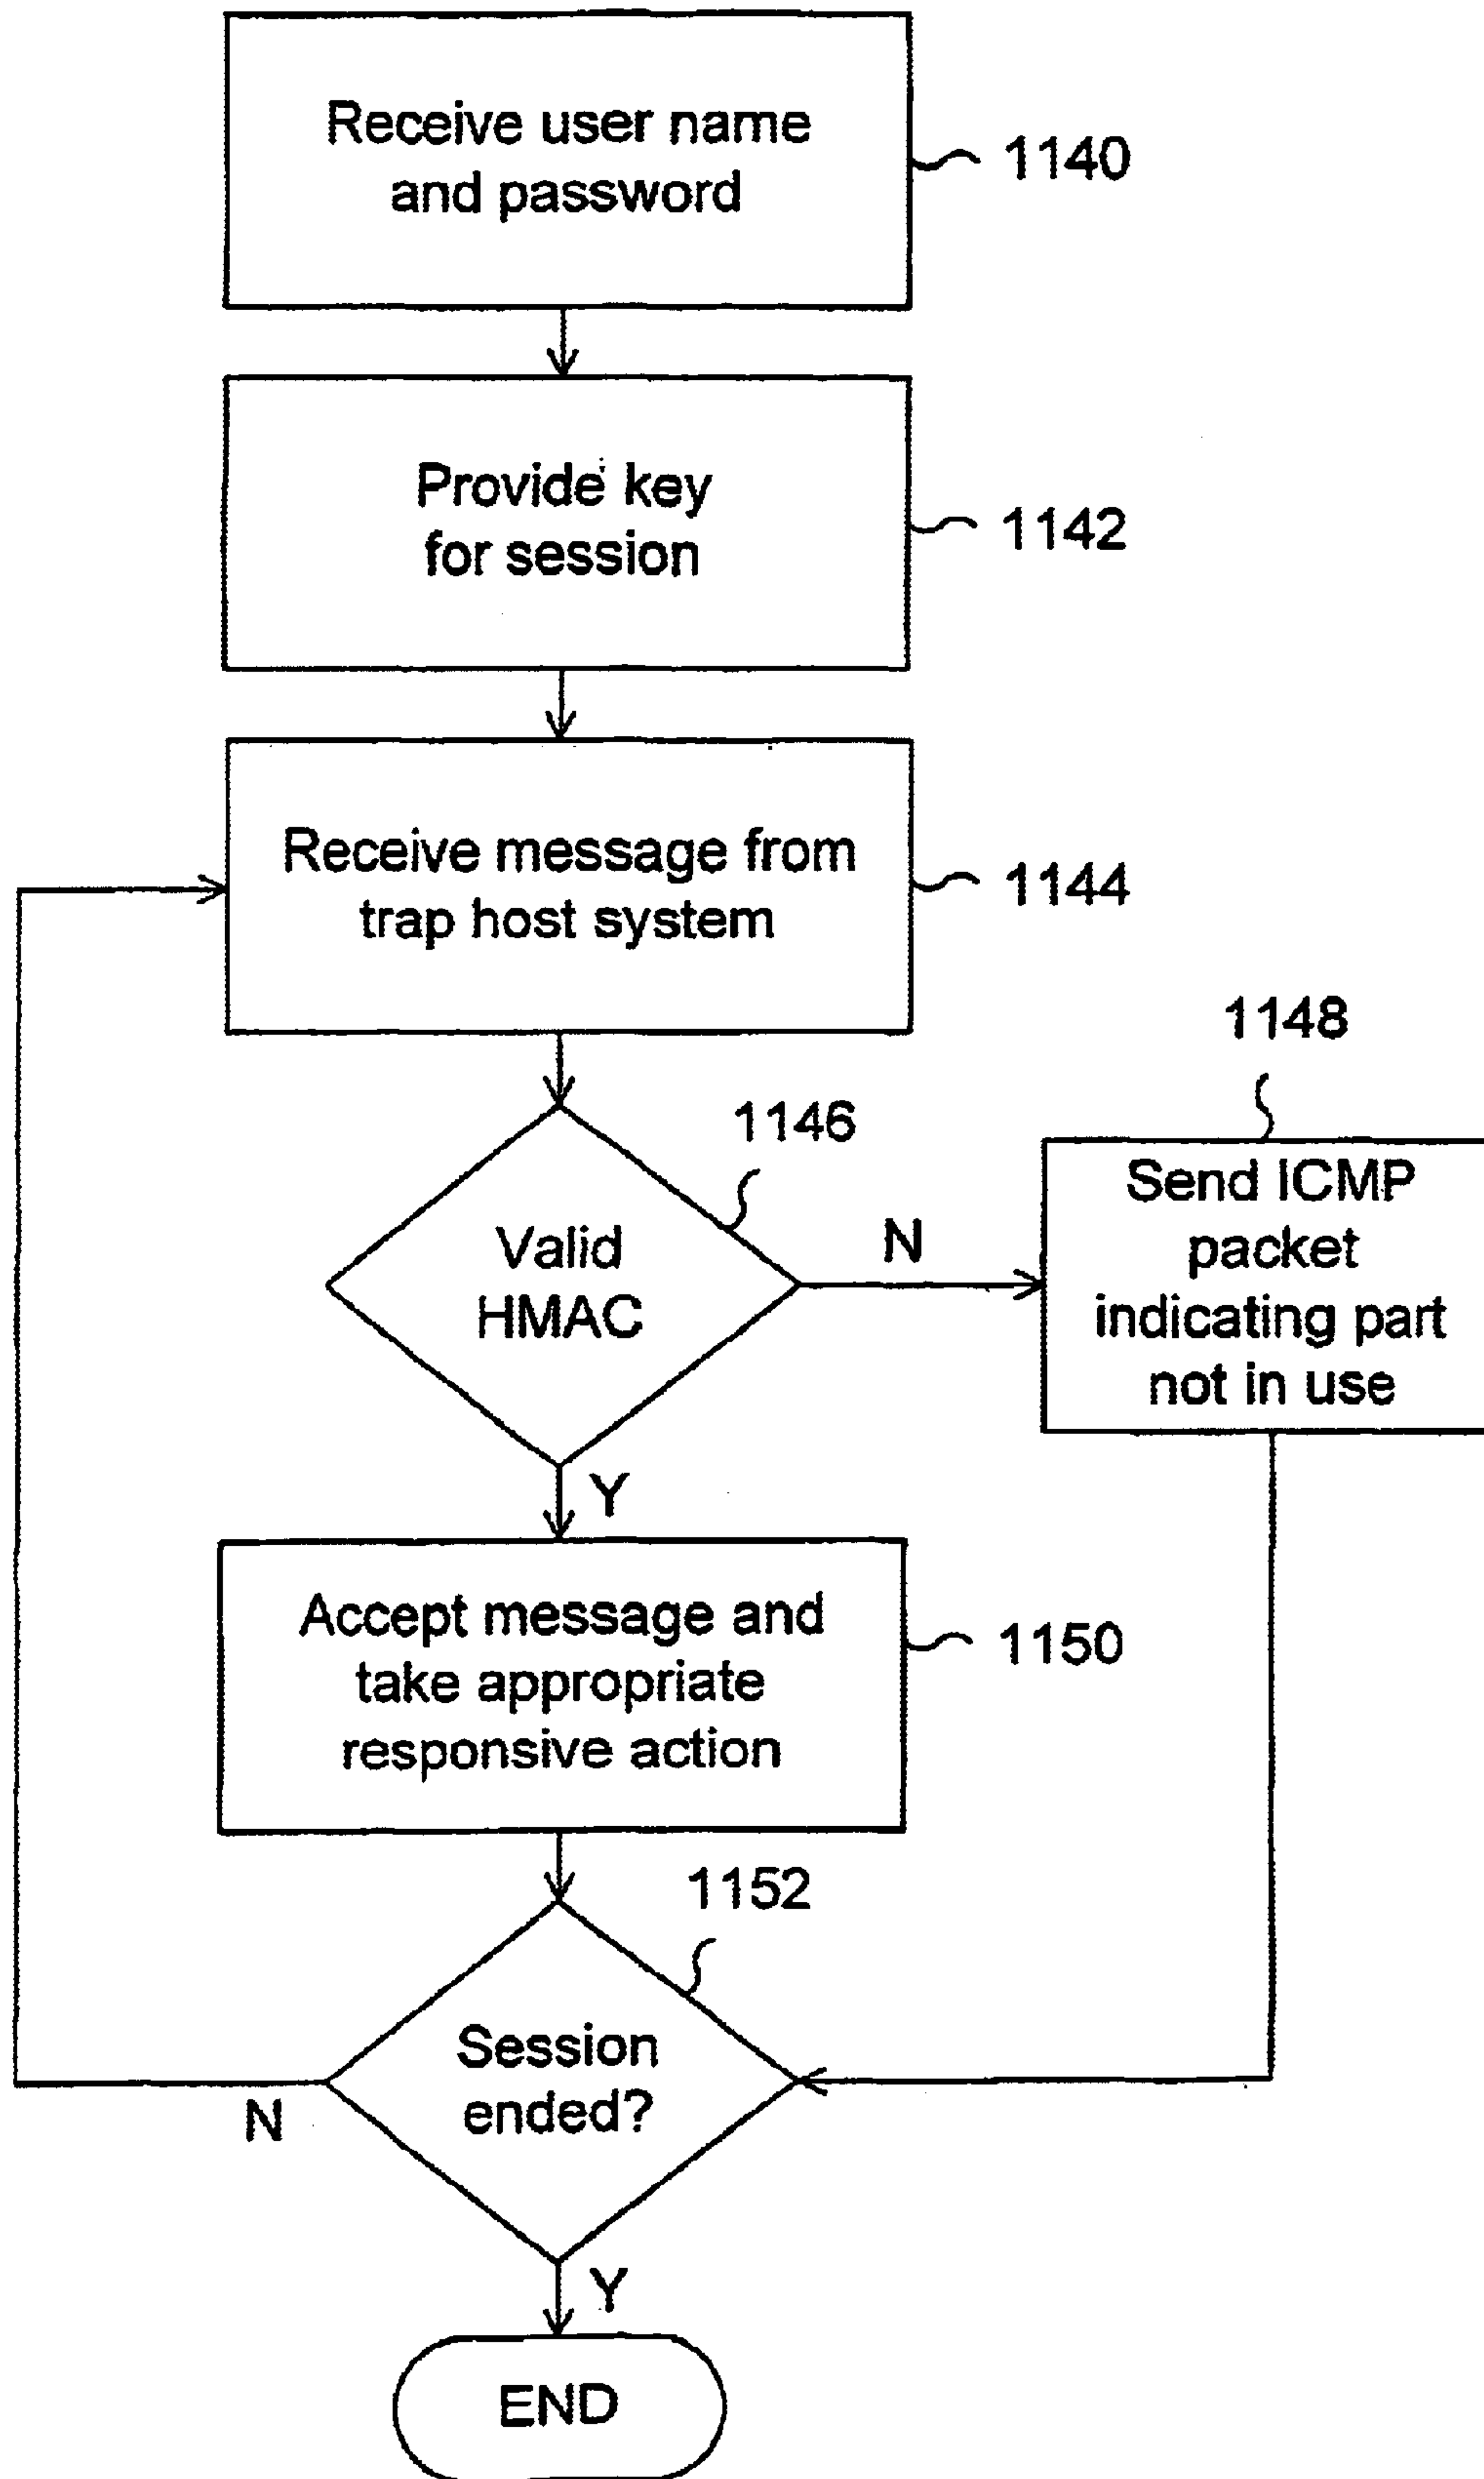 Receive user name
and password
1140
Provide key
for session
1142
Receive message from
trap host system
1144
1146
Valid
HMAC
N
1148
Send ICMP
packet
indicating part
not in use
Y
Accept message and
take appropriate
responsive action
1150
1152
Session
ended?
N
Y
END